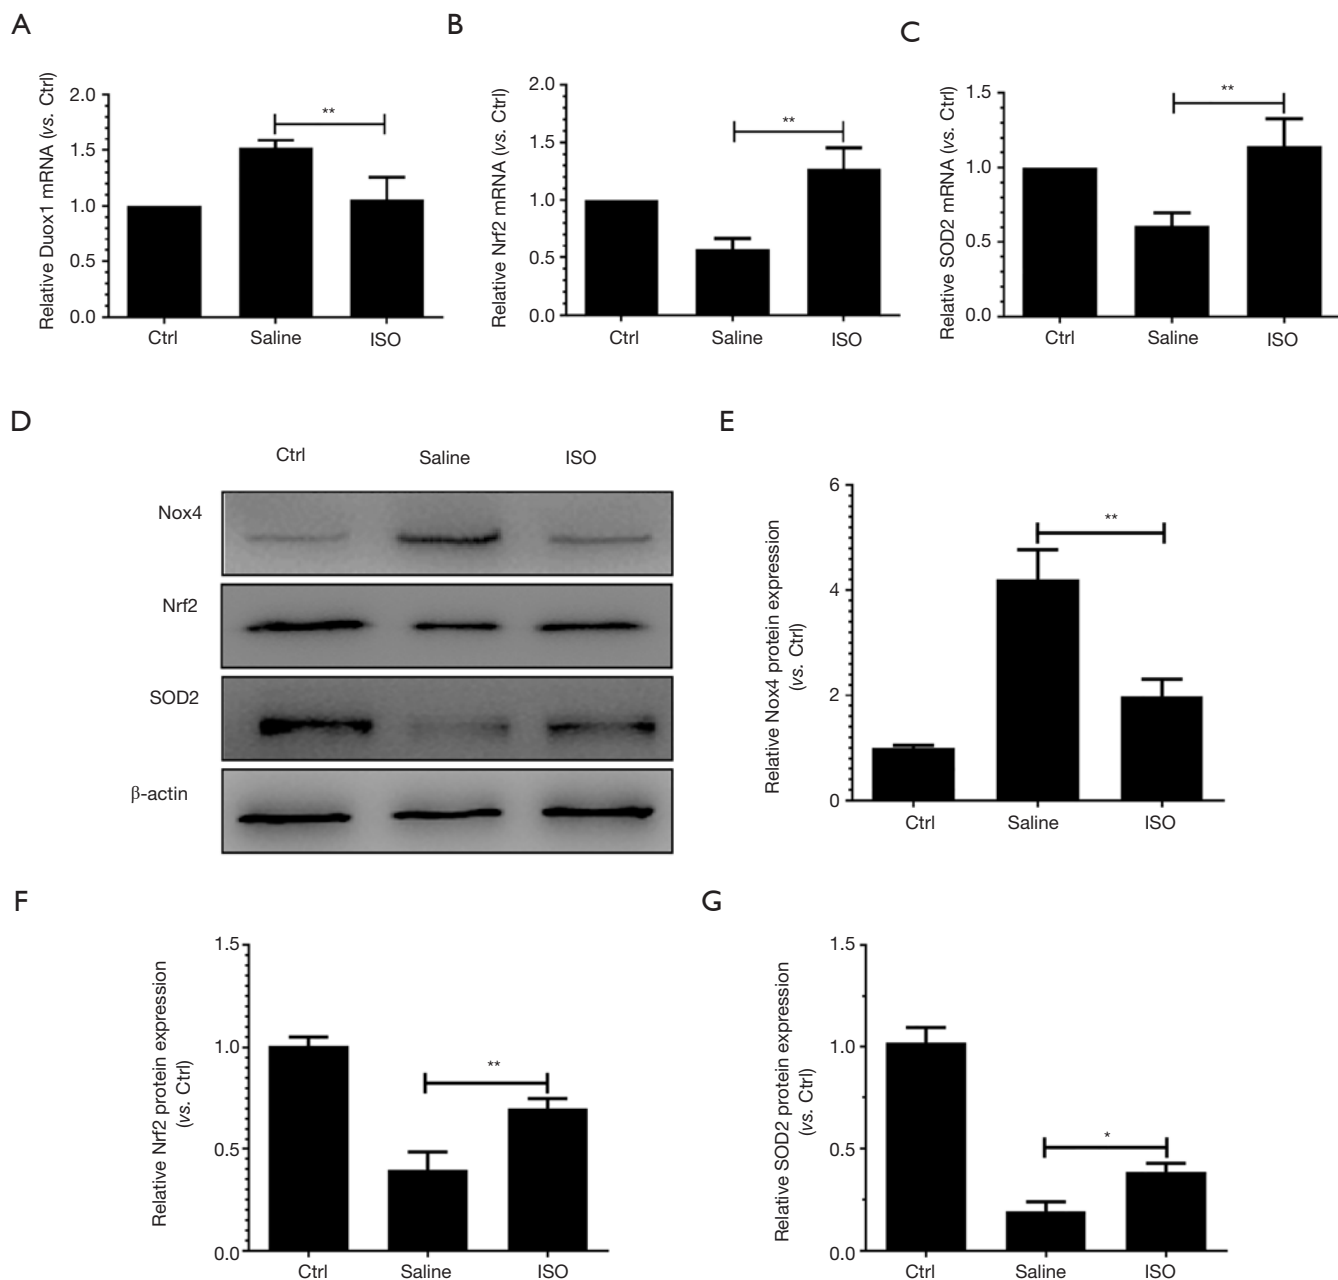 A
Relative Duox1 mRNA (vs. Ctrl)
2.0
1.5
1.0
0.5
0.0
**
Ctrl Saline ISO
B
Relative Nrf2 mRNA (vs. Ctrl)
2.0
1.5
1.0
0.5
0.0
**
Ctrl Saline ISO
C
Relative SOD2 mRNA (vs. Ctrl)
1.5
1.0
0.5
0.0
**
Ctrl Saline ISO
D
Ctrl Saline ISO
Nox4
Nrf2
SOD2
β-actin
E
Relative Nox4 protein expression
(vs. Ctrl)
6
4
2
0
**
Ctrl Saline ISO
F
Relative Nrf2 protein expression
(vs. Ctrl)
1.5
1.0
0.5
0.0
**
Ctrl Saline ISO
G
Relative SOD2 protein expression
(vs. Ctrl)
1.5
1.0
0.5
0.0
*
Ctrl Saline ISO